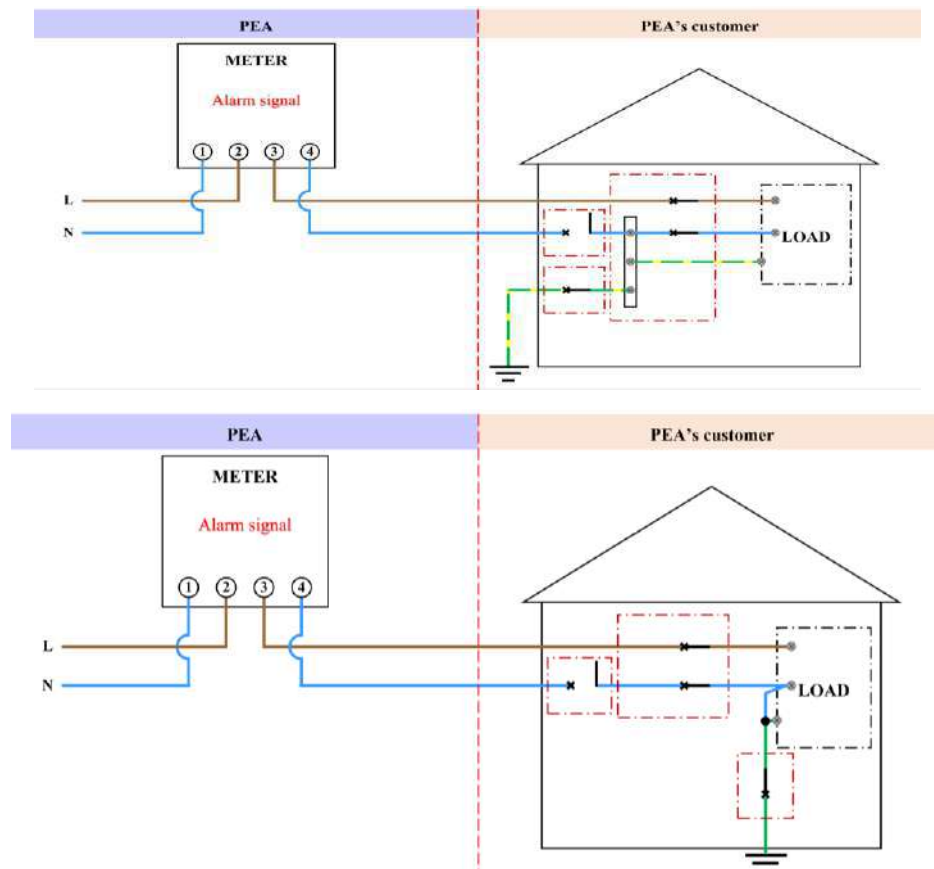 PEA PEA's customer
METER
Alarm signal
1 2 3 4
L
N
LOAD
PEA PEA's customer
METER
Alarm signal
1 2 3 4
L
N
LOAD